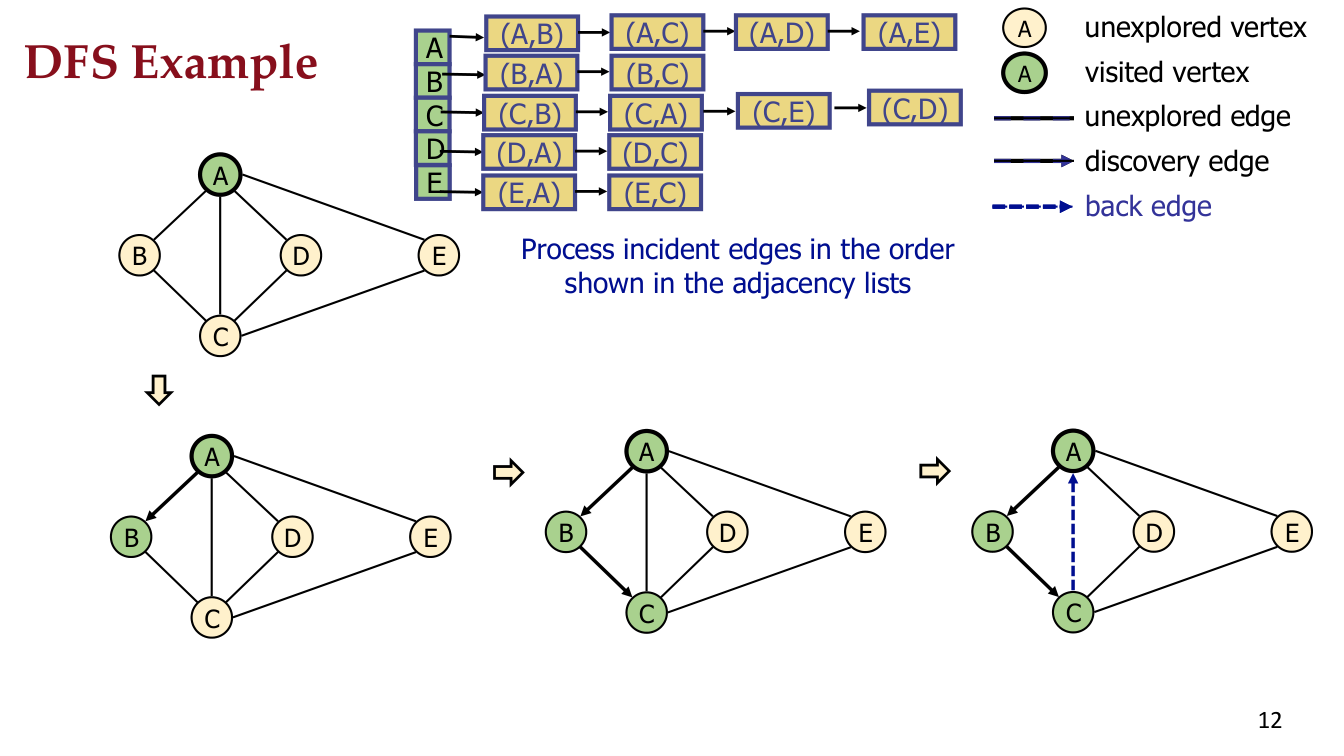 DFS Example
A (A,B) (A,C) (A,D) (A,E)
B (B,A) (B,C)
C (C,B) (C,A) (C,E) (C,D)
D (D,A) (D,C)
E (E,A) (E,C)
A unexplored vertex
A visited vertex
unexplored edge
discovery edge
back edge
Process incident edges in the order
shown in the adjacency lists
A
B D E
C
A
B D E
C
A
B D E
C
A
B D E
C
12